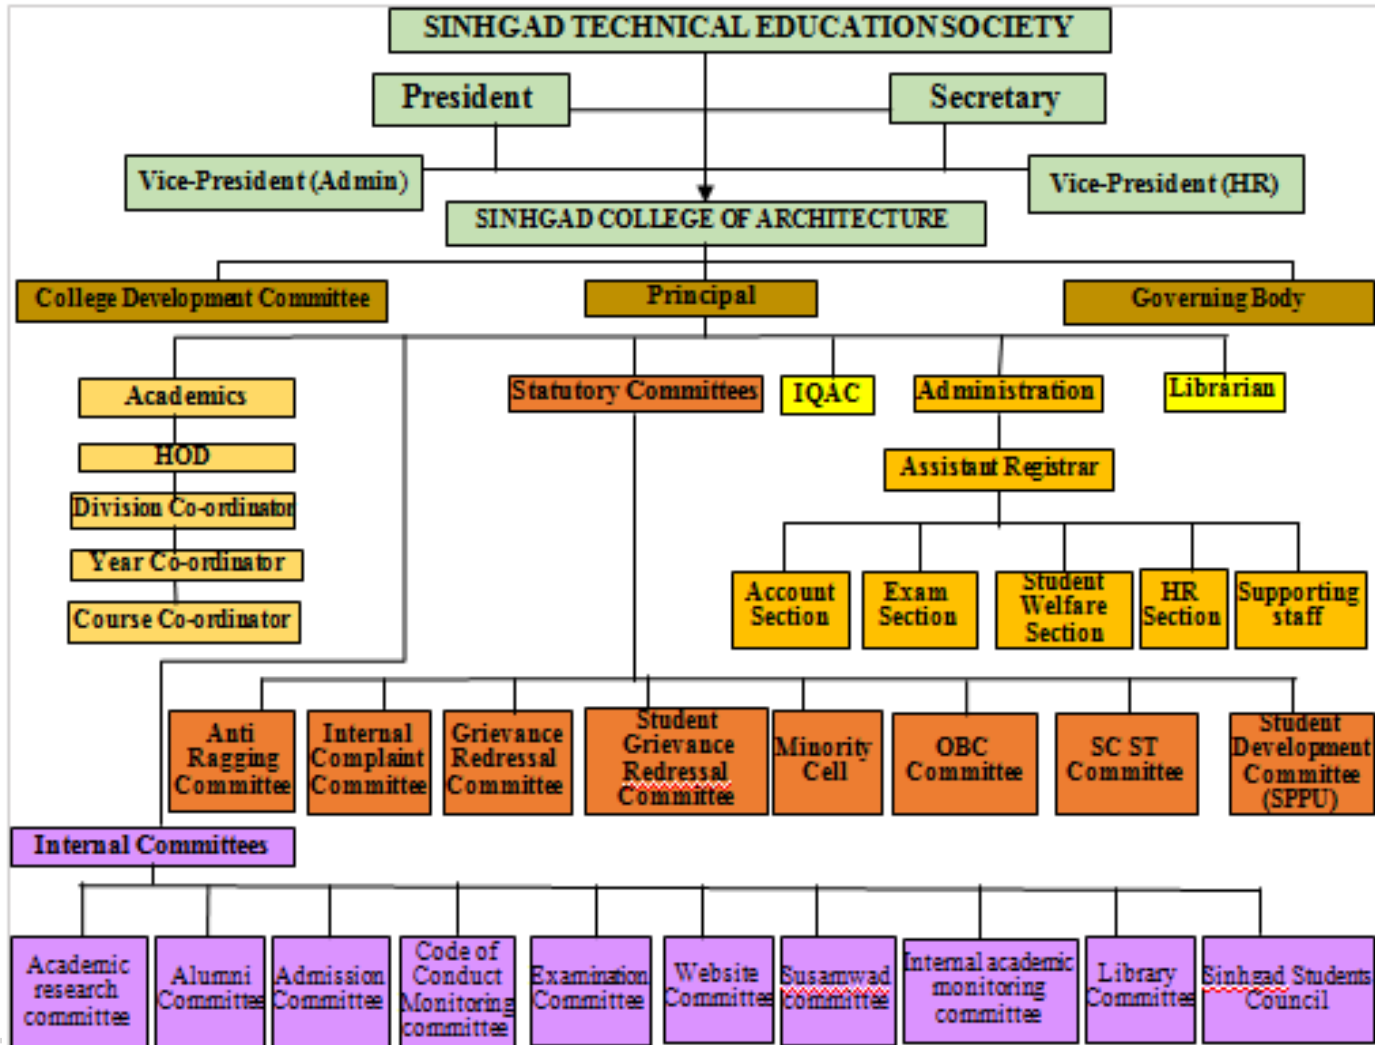 SINHGAD TECHNICAL EDUCATION SOCIETY
President
Secretary
Vice-President (Admin)
Vice-President (HR)
SINHGAD COLLEGE OF ARCHITECTURE
College Development Committee
Principal
Governing Body
Academics
Statutory Committees
IQAC
Administration
Librarian
HOD
Assistant Registrar
Division Co-ordinator
Year Co-ordinator
Course Co-ordinator
Account
Section
Exam
Section
Student
Welfare
Section
HR
Section
Supporting
staff
Anti
Ragging
Committee
Internal
Complaint
Committee
Grievance
Redressal
Committee
Student
Grievance
Redressal
Committee
Minority
Cell
OBC
Committee
SC ST
Committee
Student
Development
Committee
(SPPU)
Internal Committees
Academic
research
committee
Alumni
Committee
Admission
Committee
Code of
Conduct
Monitoring
committee
Examination
Committee
Website
Committee
Susamwad
committee
Internal academic
monitoring
committee
Library
Committee
Sinhgad Students
Council